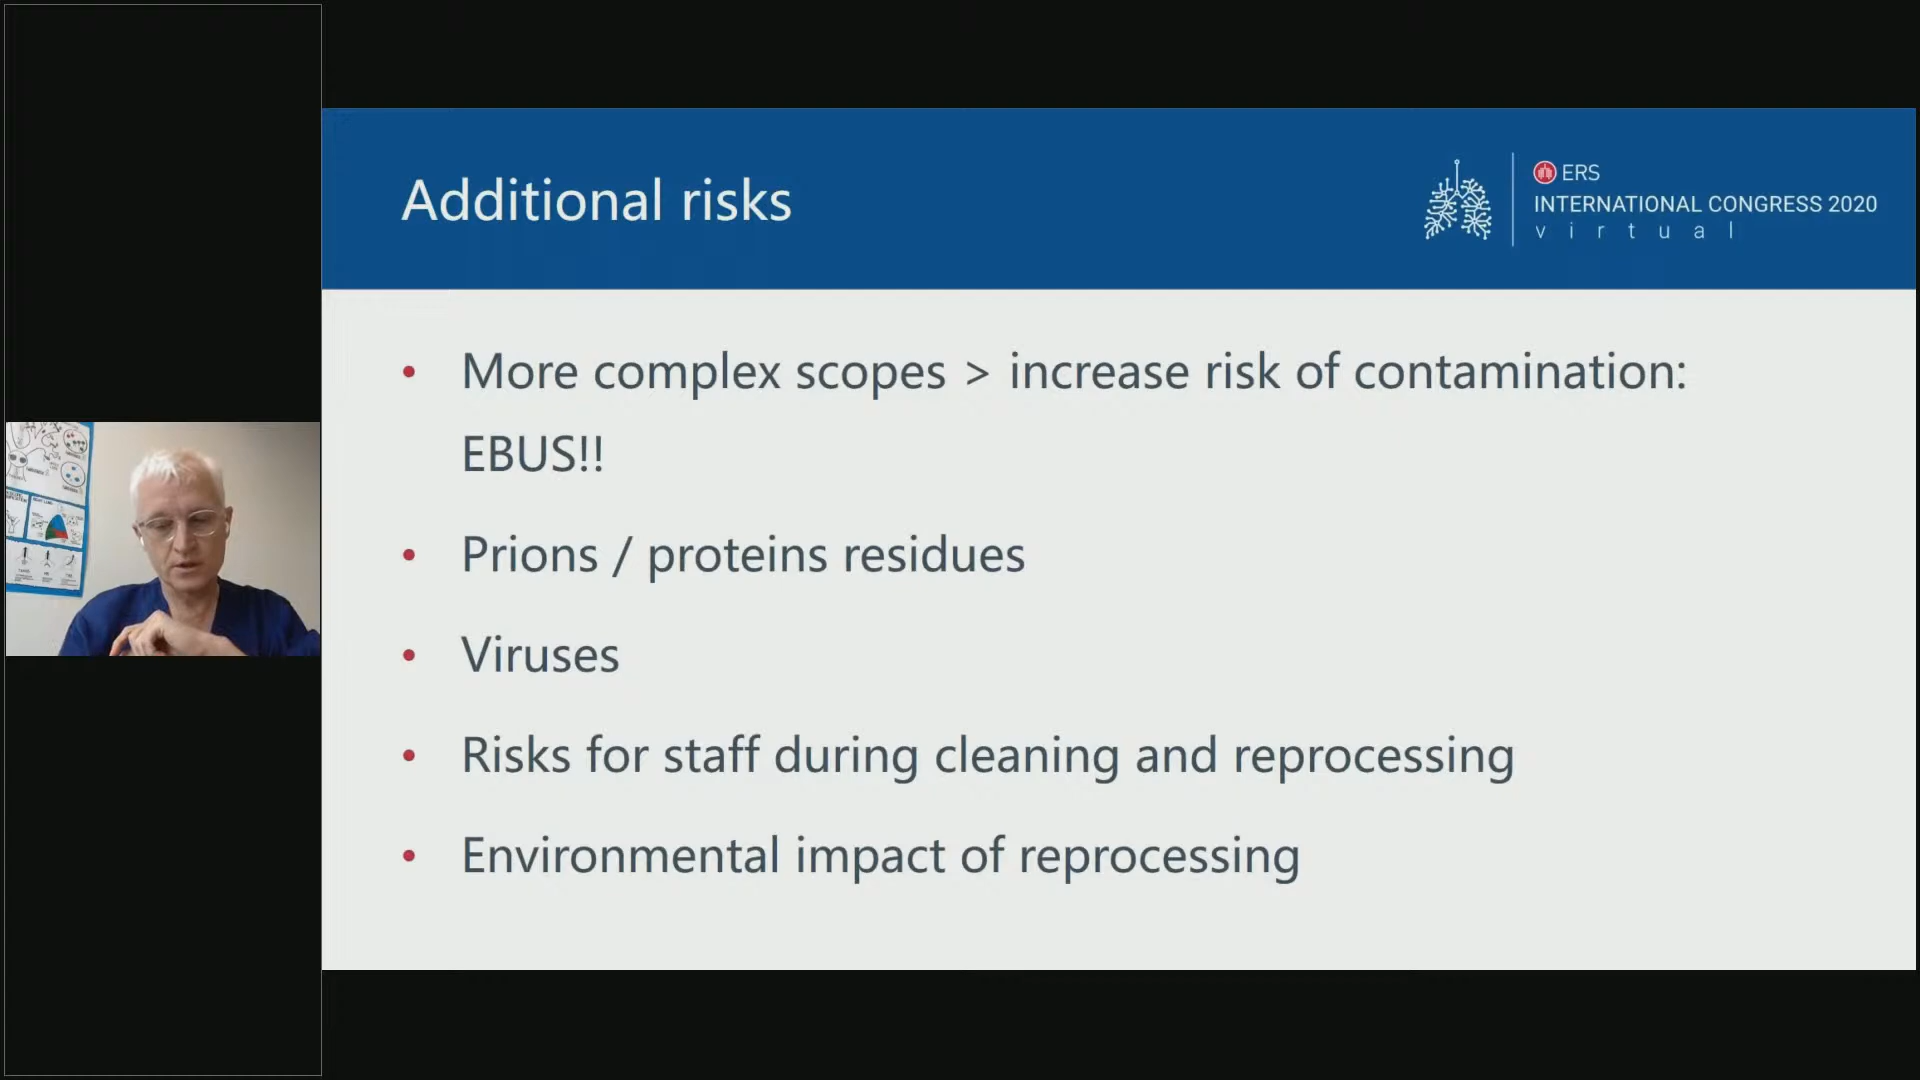 Additional risks
ERS
INTERNATIONAL CONGRESS 2020
virtual
• More complex scopes > increase risk of contamination:
EBUS!!
• Prions / proteins residues
• Viruses
• Risks for staff during cleaning and reprocessing
• Environmental impact of reprocessing